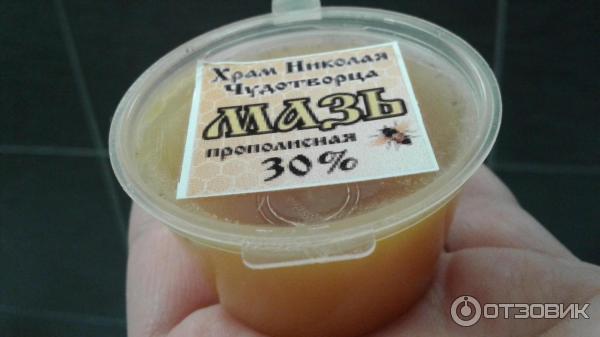 Храм Николая
Чудотворца
МАЗЬ
прополисная
30%
ОТЗОВИК